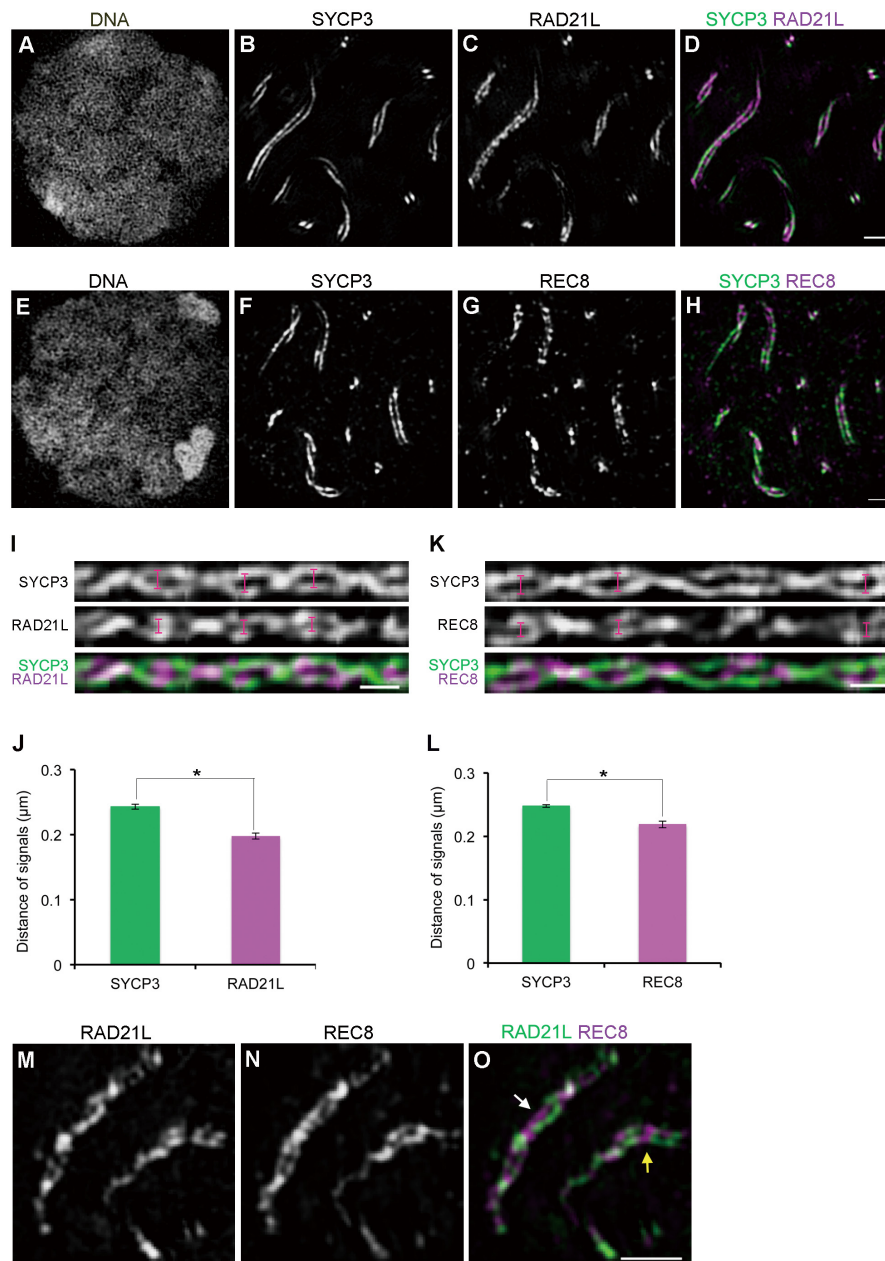 DNA SYCP3 RAD21L SYCP3 RAD21L
A B C D
DNA SYCP3 REC8 SYCP3 REC8
E F G H
I
SYCP3
RAD21L
SYCP3
RAD21L
K
SYCP3
REC8
SYCP3
REC8
J
Distance of signals (μm)
0.3
0.2
0.1
0
*
SYCP3 RAD21L
L
Distance of signals (μm)
0.3
0.2
0.1
0
*
SYCP3 REC8
RAD21L REC8 RAD21L REC8
M N O